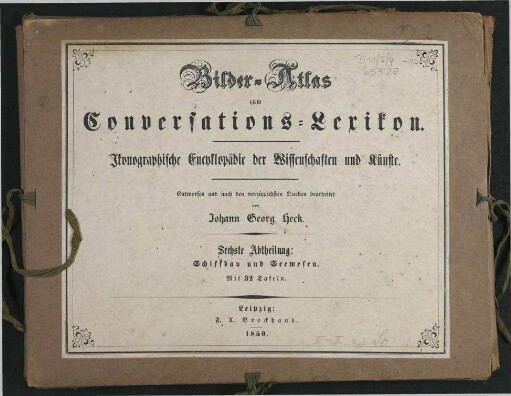 Bilder=Atlas
zum
Conversations=Lexikon.
Ikonographische Encyklopädie der Wissenschaften und Künste.
Entworfen und nach den vorzüglichsten Quellen bearbeitet
von
Johann Georg Heck.
Sechste Abtheilung:
Schiffbau und Seewesen.
Mit 32 Tafeln.
Leipzig:
F. A. Brockhaus.
1850.